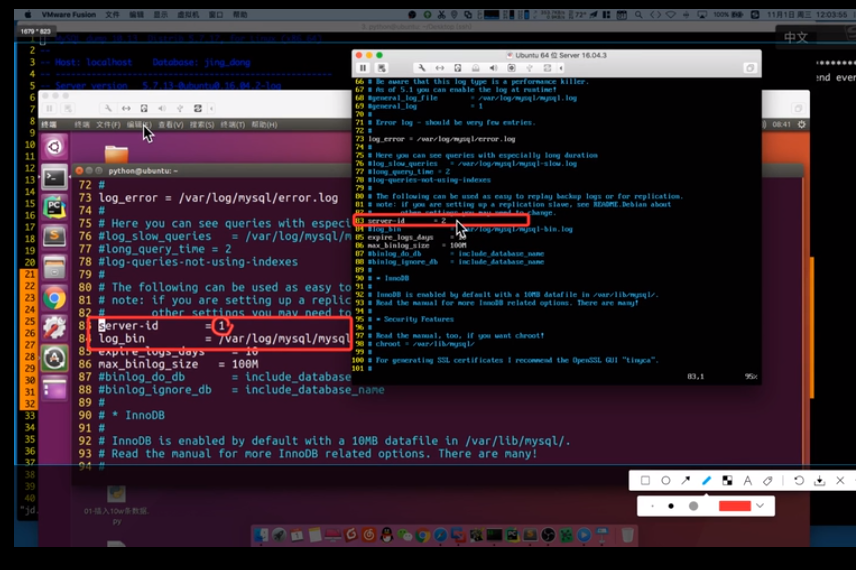 VMware Fusion 文件 编辑 显示 虚拟机 窗口 帮助
72° 100% 11月1日周三 12:03:55
1679 * 823
中文
-- Host: localhost    Database: jing_dong
终端 终端 文件(F) 编辑(E) 查看(V) 搜索(S) 终端(T) 帮助(H)
08:41
python@ubuntu: ~
72 #
73 log_error = /var/log/mysql/error.log
74 #
75 # Here you can see queries with especi
76 #log_slow_queries = /var/log/mysql/m
77 #long_query_time = 2
78 #log-queries-not-using-indexes
79 #
80 # The following can be used as easy to
81 # note: if you are setting up a replic
82 # other settings you may need to
83 server-id = 1
84 log_bin = /var/log/mysql/mysql
85 expire_logs_days = 10
86 max_binlog_size = 100M
87 #binlog_do_db = include_database
88 #binlog_ignore_db = include_database_name
89 #
90 # * InnoDB
91 #
92 # InnoDB is enabled by default with a 10MB datafile in /var/lib/mysql/.
93 # Read the manual for more InnoDB related options. There are many!
94 #
Ubuntu 64 位 Server 16.04.3
66 # Be aware that this log type is a performance killer.
67 # As of 5.1 you can enable the log at runtime!
68 #general_log_file = /var/log/mysql/mysql.log
69 #general_log = 1
70 #
71 # Error log - should be very few entries.
72 #
73 log_error = /var/log/mysql/error.log
74 #
75 # Here you can see queries with especially long duration
76 #log_slow_queries = /var/log/mysql/mysql-slow.log
77 #long_query_time = 2
78 #log-queries-not-using-indexes
79 #
80 # The following can be used as easy to replay backup logs or for replication.
81 # note: if you are setting up a replication slave, see README.Debian about
82 # other settings you may need to change.
83 server-id = 2
84 #log_bin = /var/log/mysql/mysql-bin.log
85 expire_logs_days
86 max_binlog_size = 100M
87 #binlog_do_db = include_database_name
88 #binlog_ignore_db = include_database_name
89 #
90 # * InnoDB
91 #
92 # InnoDB is enabled by default with a 10MB datafile in /var/lib/mysql/.
93 # Read the manual for more InnoDB related options. There are many!
94 #
95 # * Security Features
96 #
97 # Read the manual, too, if you want chroot!
98 # chroot = /var/lib/mysql/
99 #
100 # For generating SSL certificates I recommend the OpenSSL GUI "tinyca".
101 #
83,1 95%
01-插入10w条数据.py